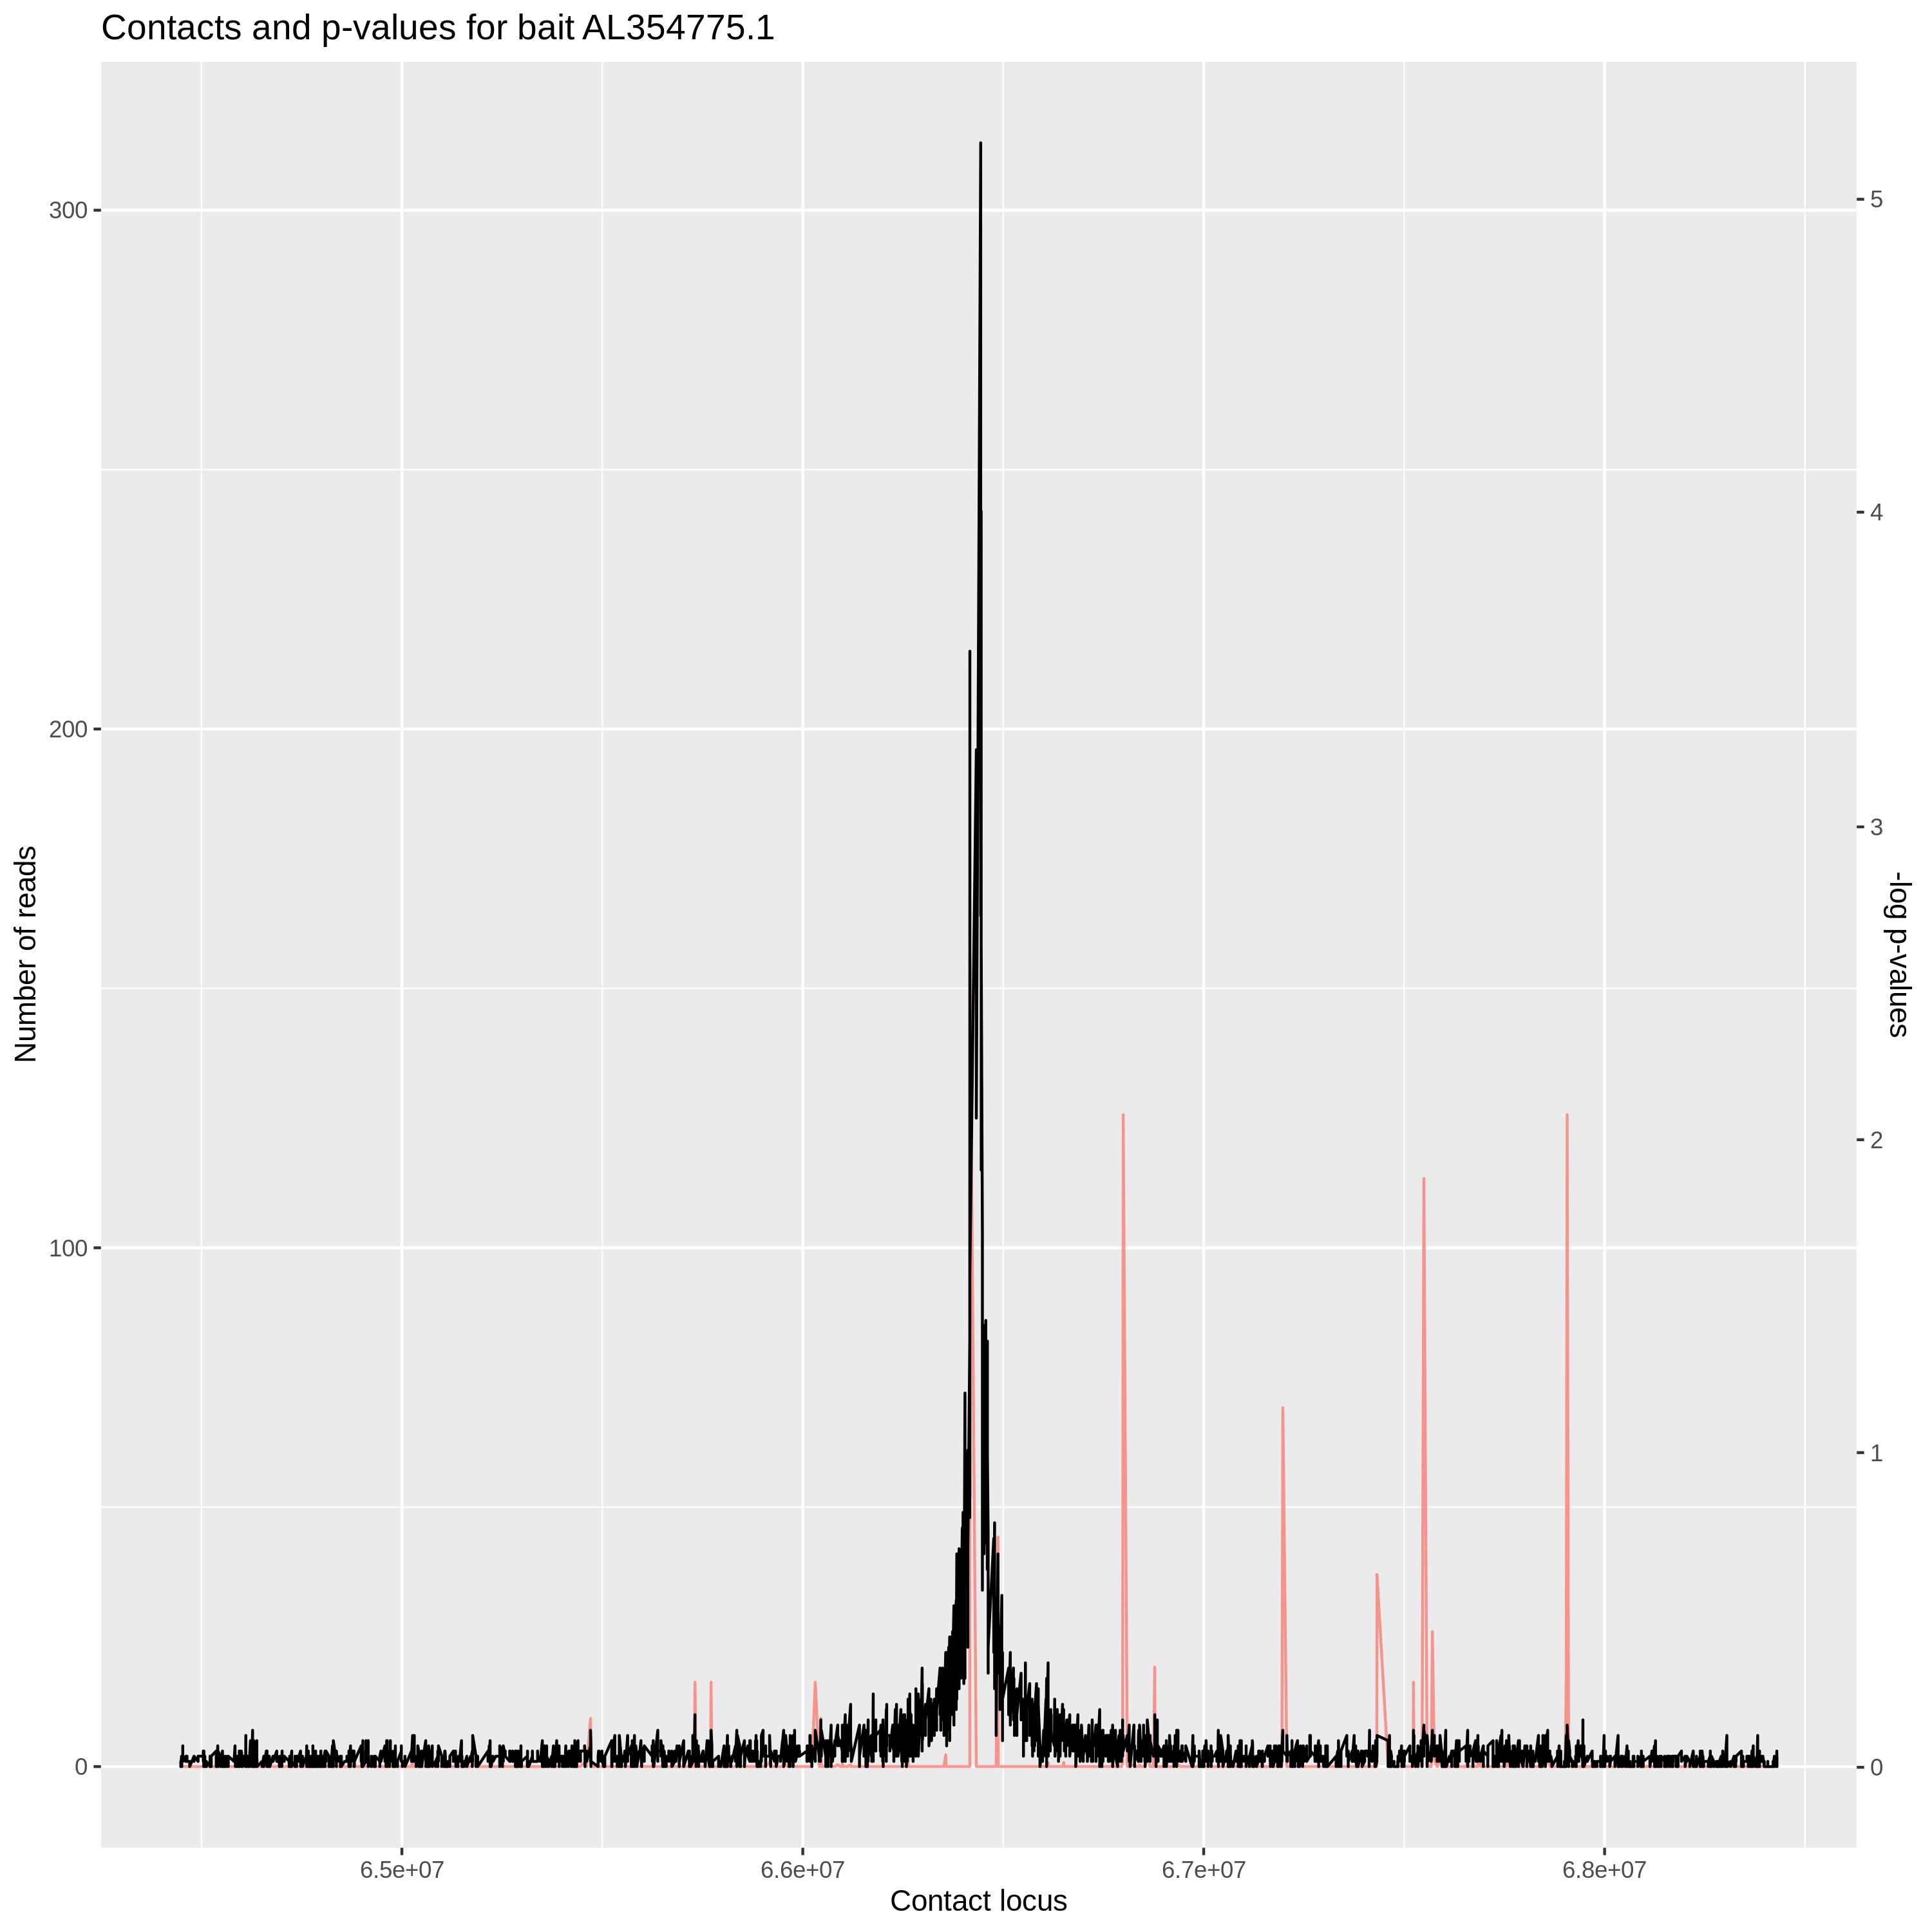 Contacts and p-values for bait AL354775.1
300
200
100
0
5
4
3
2
1
0
Number of reads
-log p-values
6.5e+07
6.6e+07
6.7e+07
6.8e+07
Contact locus